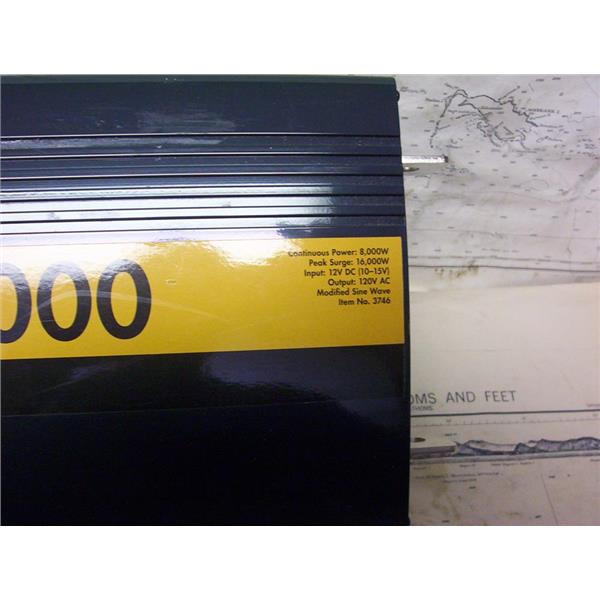 000
Continuous Power: 8,000W
Peak Surge: 16,000W
Input: 12V DC (10–15V)
Output: 120V AC
Modified Sine Wave
Item No. 3746
OMS AND FEET